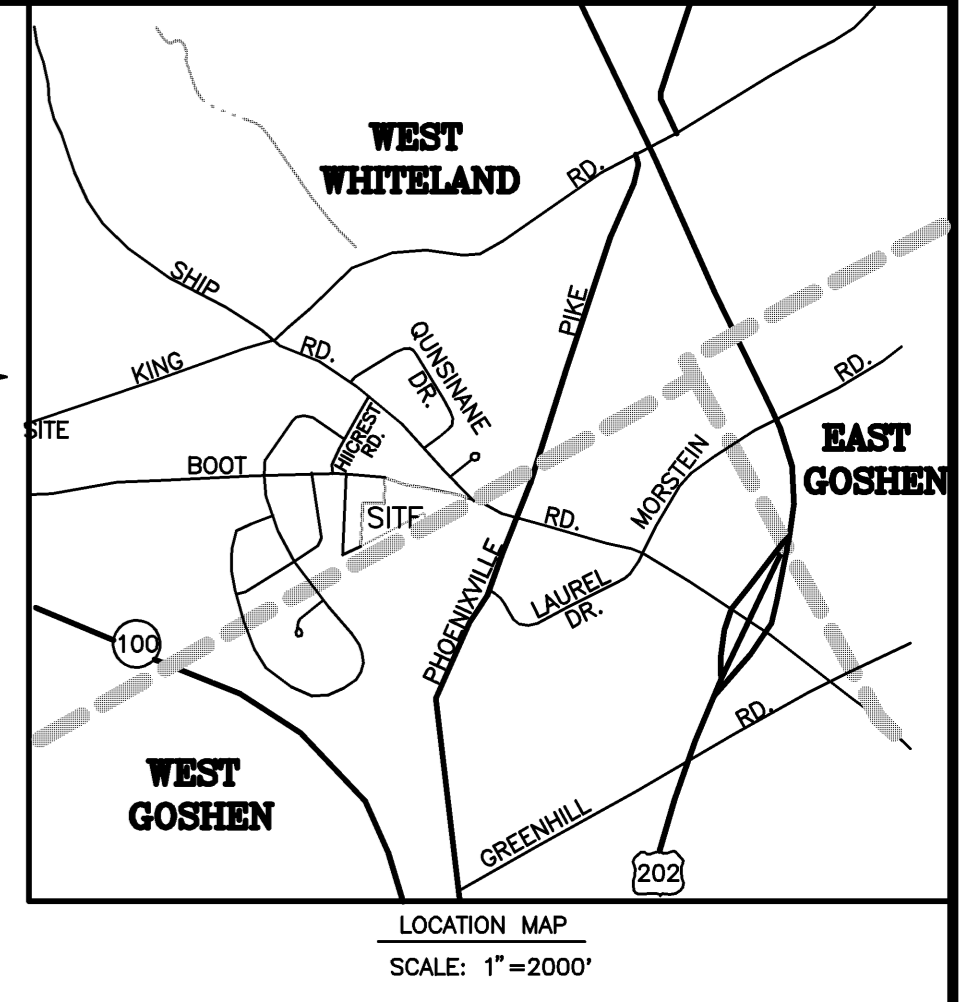 WEST
WHITELAND
RD.
SHIP
PIKE
QUNSINANE
DR.
RD.
KING
RD.
SITE
HICREST
RD.
EAST
GOSHEN
MORSTEIN
BOOT
SITE
RD.
LAUREL
DR.
PHOENIXVILLE
100
RD.
WEST
GOSHEN
GREENHILL
202
LOCATION MAP
SCALE: 1"=2000'